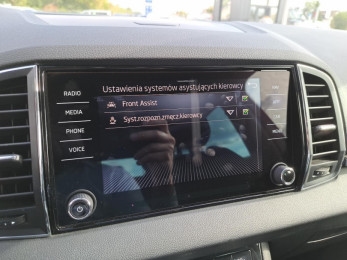 Ustawienia systemów asystujących kierowcy
RADIO
Front Assist
MEDIA
Syst.rozpozn.zmęcz.kierowcy
PHONE
VOICE